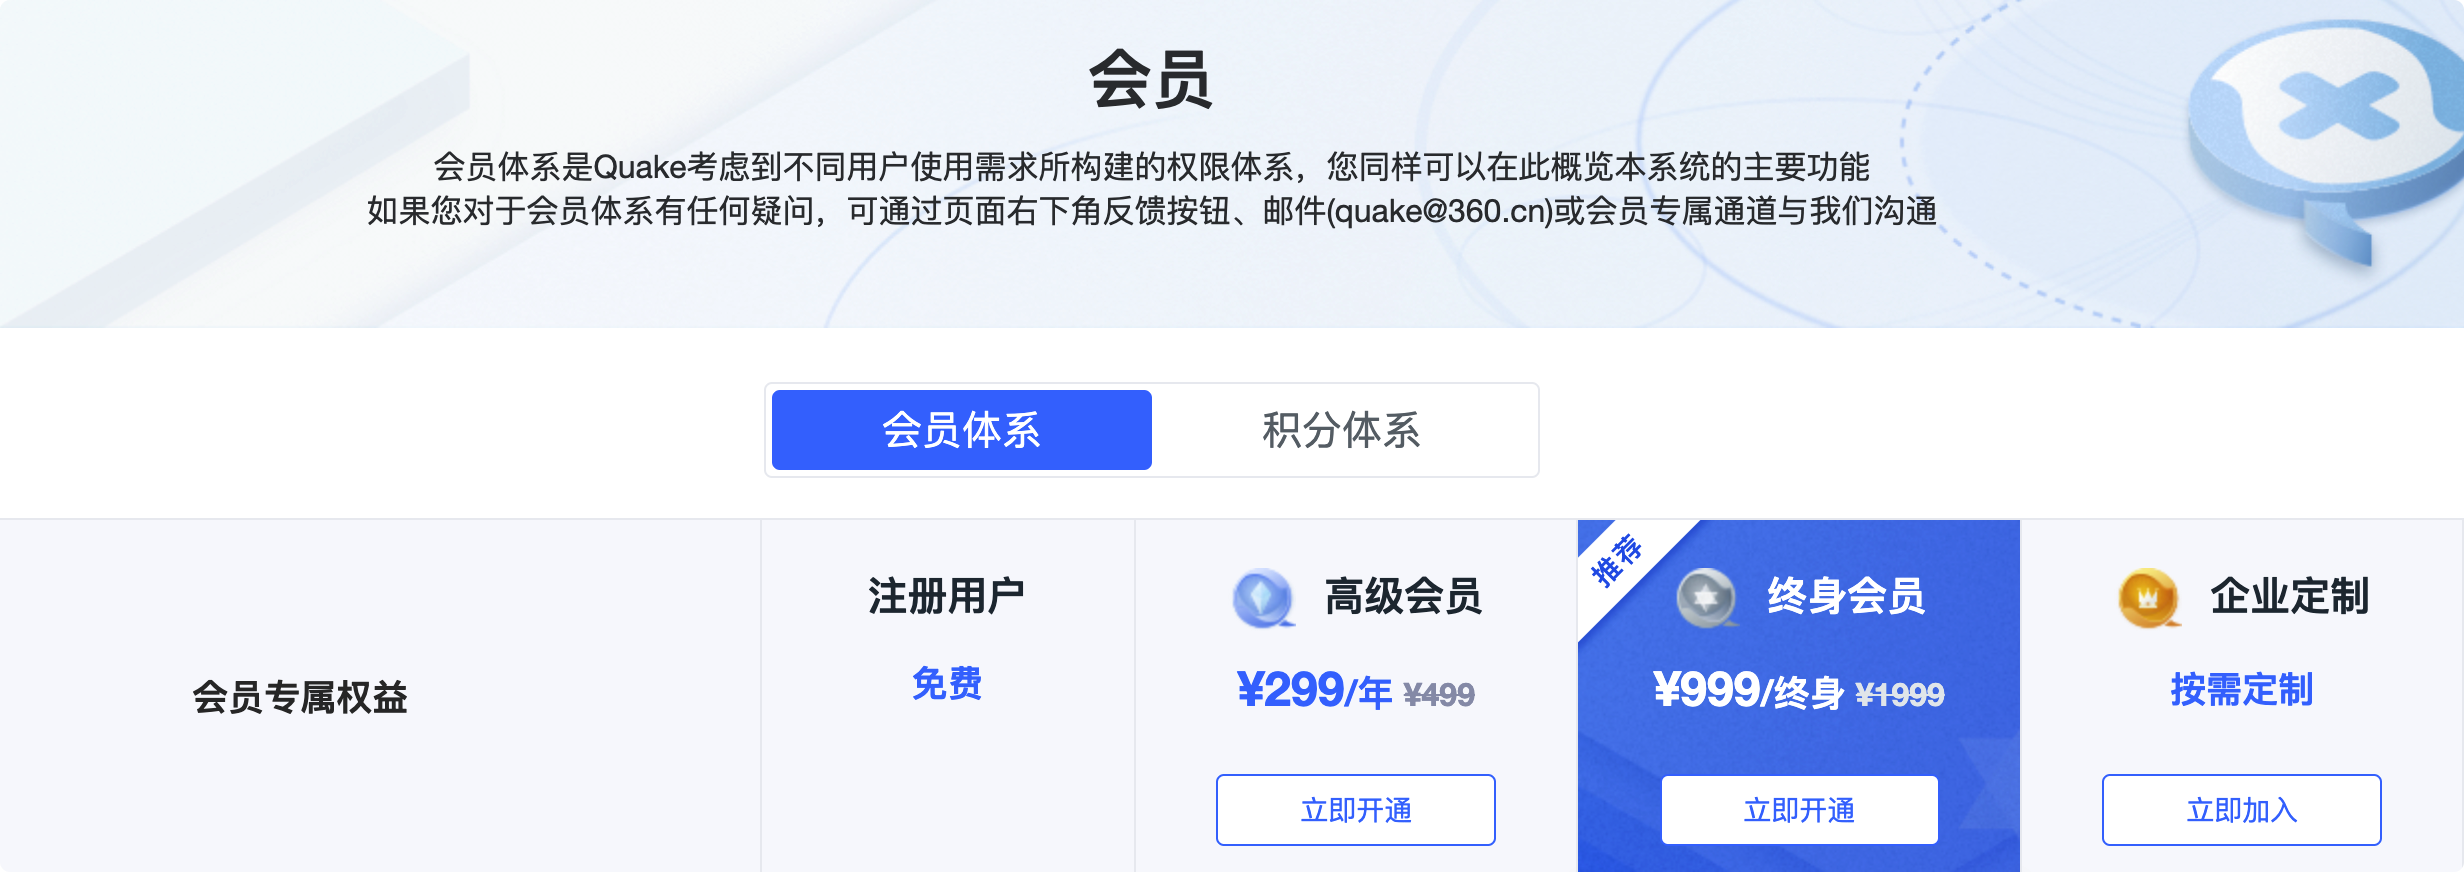 会员
会员体系是Quake考虑到不同用户使用需求所构建的权限体系，您同样可以在此概览本系统的主要功能
如果您对于会员体系有任何疑问，可通过页面右下角反馈按钮、邮件(quake@360.cn)或会员专属通道与我们沟通
会员体系
积分体系
会员专属权益
注册用户
免费
高级会员
¥299/年 ¥499
立即开通
推荐
终身会员
¥999/终身 ¥1999
立即开通
企业定制
按需定制
立即加入